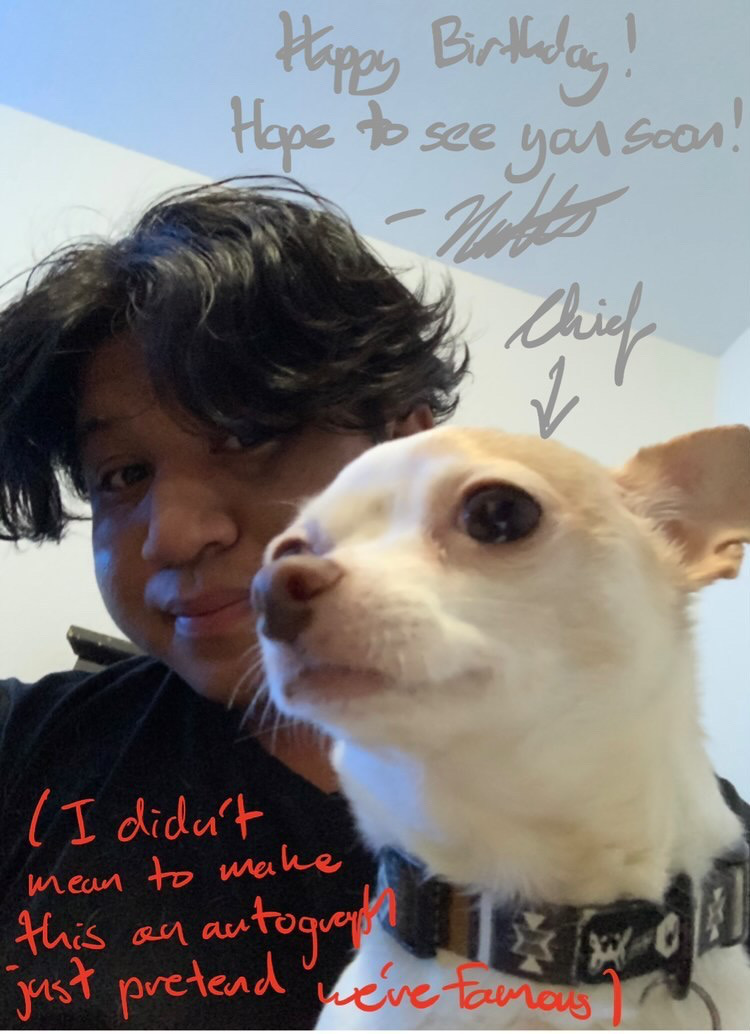 Happy Birthday!
Hope to see you soon!
-
Chief
↓
(I didn't
mean to make
this an autograph
just pretend we're famous)